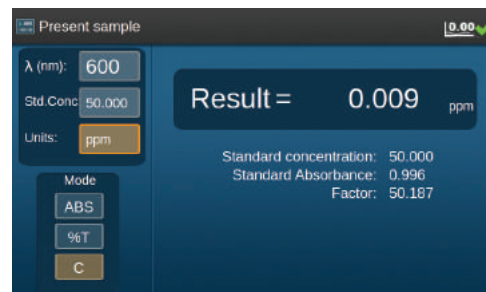 Present sample
0.00
λ (nm): 600
Std.Conc 50.000
Units: ppm
Mode
ABS
%T
C
Result = 0.009 ppm
Standard concentration: 50.000
Standard Absorbance: 0.996
Factor: 50.187